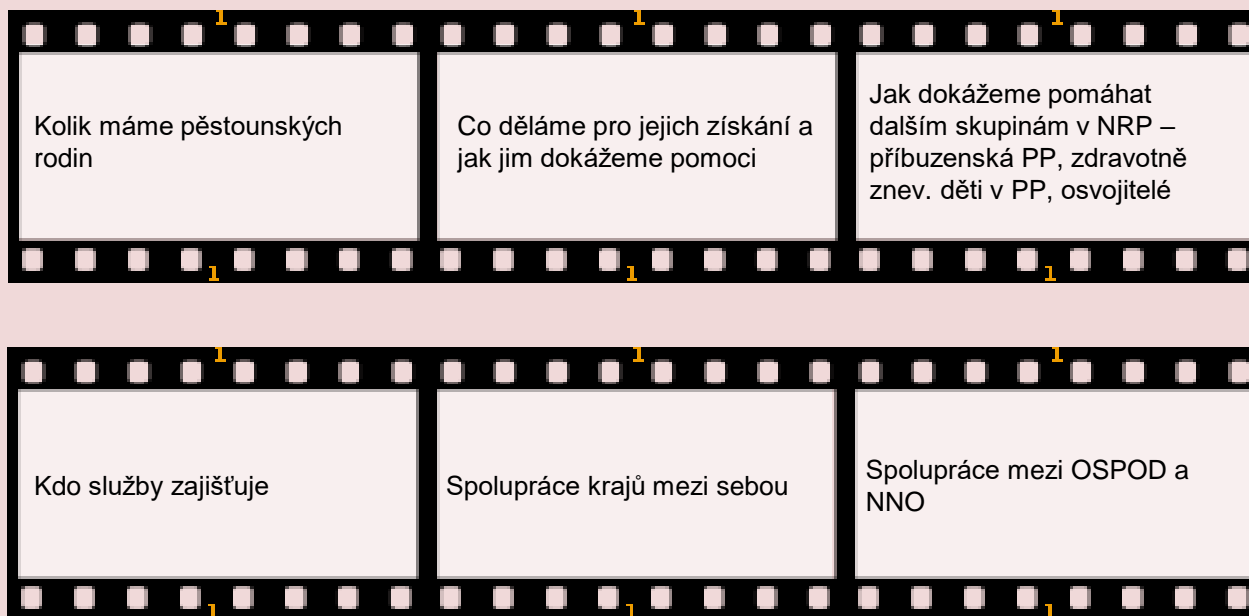 1 1 1
Kolik máme pěstounských
rodin
Co děláme pro jejich získání a
jak jim dokážeme pomoci
Jak dokážeme pomáhat
dalším skupinám v NRP –
příbuzenská PP, zdravotně
znev. děti v PP, osvojitelé
1 1 1
1 1 1
Kdo služby zajišťuje
Spolupráce krajů mezi sebou
Spolupráce mezi OSPOD a
NNO
1 1 1